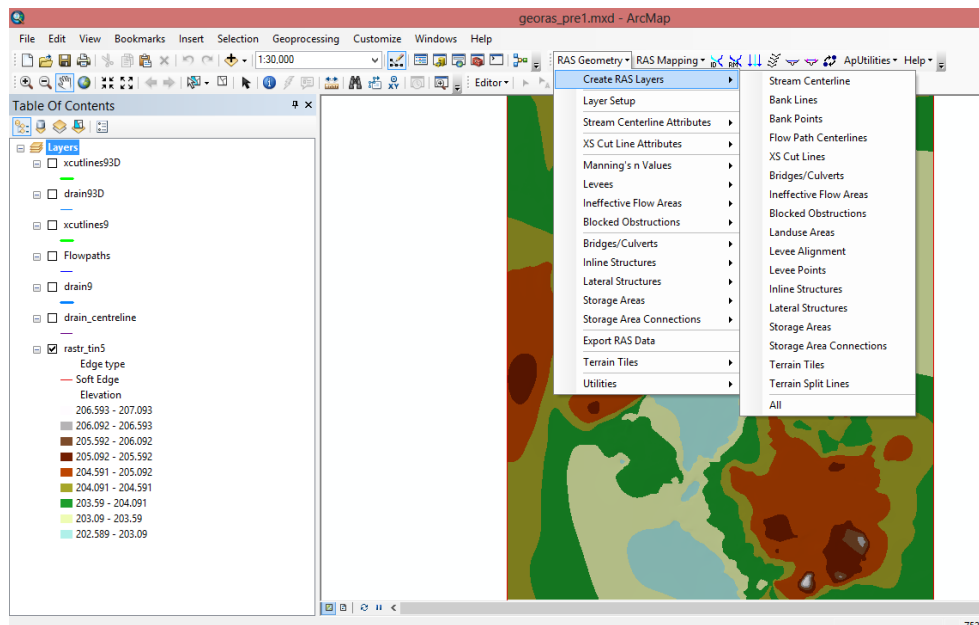 georas_pre1.mxd - ArcMap
File Edit View Bookmarks Insert Selection Geoprocessing Customize Windows Help
1:30,000
RAS Geometry RAS Mapping ApUtilities Help
Editor
Table Of Contents
Layers
xcutlines93D
drain93D
xcutlines9
Flowpaths
drain9
drain_centreline
rastr_tin5
Edge type
Soft Edge
Elevation
206.593 - 207.093
206.092 - 206.593
205.592 - 206.092
205.092 - 205.592
204.591 - 205.092
204.091 - 204.591
203.59 - 204.091
203.09 - 203.59
202.589 - 203.09
Create RAS Layers
Layer Setup
Stream Centerline Attributes
XS Cut Line Attributes
Manning's n Values
Levees
Ineffective Flow Areas
Blocked Obstructions
Bridges/Culverts
Inline Structures
Lateral Structures
Storage Areas
Storage Area Connections
Export RAS Data
Terrain Tiles
Utilities
Stream Centerline
Bank Lines
Bank Points
Flow Path Centerlines
XS Cut Lines
Bridges/Culverts
Ineffective Flow Areas
Blocked Obstructions
Landuse Areas
Levee Alignment
Levee Points
Inline Structures
Lateral Structures
Storage Areas
Storage Area Connections
Terrain Tiles
Terrain Split Lines
All